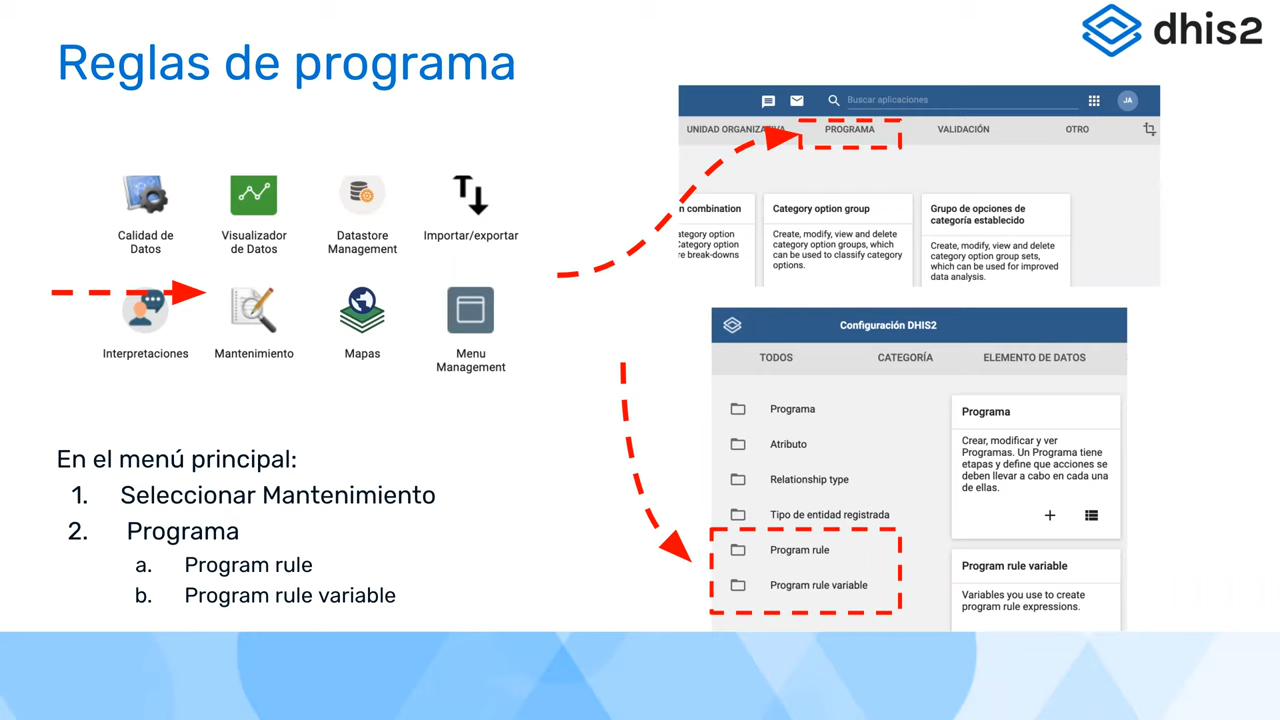 dhis2
Reglas de programa
Calidad de
Datos
Visualizador
de Datos
Datastore
Management
Importar/exportar
Interpretaciones
Mantenimiento
Mapas
Menu
Management
En el menú principal:
1. Seleccionar Mantenimiento
2. Programa
a. Program rule
b. Program rule variable
Buscar aplicaciones
JA
UNIDAD ORGANIZATIVA
PROGRAMA
VALIDACIÓN
OTRO
n combination
ategory option
Category option
re break-downs
Category option group
Create, modify, view and delete
category option groups, which
can be used to classify category
options.
Grupo de opciones de
categoría establecido
Create, modify, view and delete
category option group sets,
which can be used for improved
data analysis.
Configuración DHIS2
TODOS
CATEGORÍA
ELEMENTO DE DATOS
Programa
Atributo
Relationship type
Tipo de entidad registrada
Program rule
Program rule variable
Programa
Crear, modificar y ver
Programas. Un Programa tiene
etapas y define que acciones se
deben llevar a cabo en cada una
de ellas.
Program rule variable
Variables you use to create
program rule expressions.